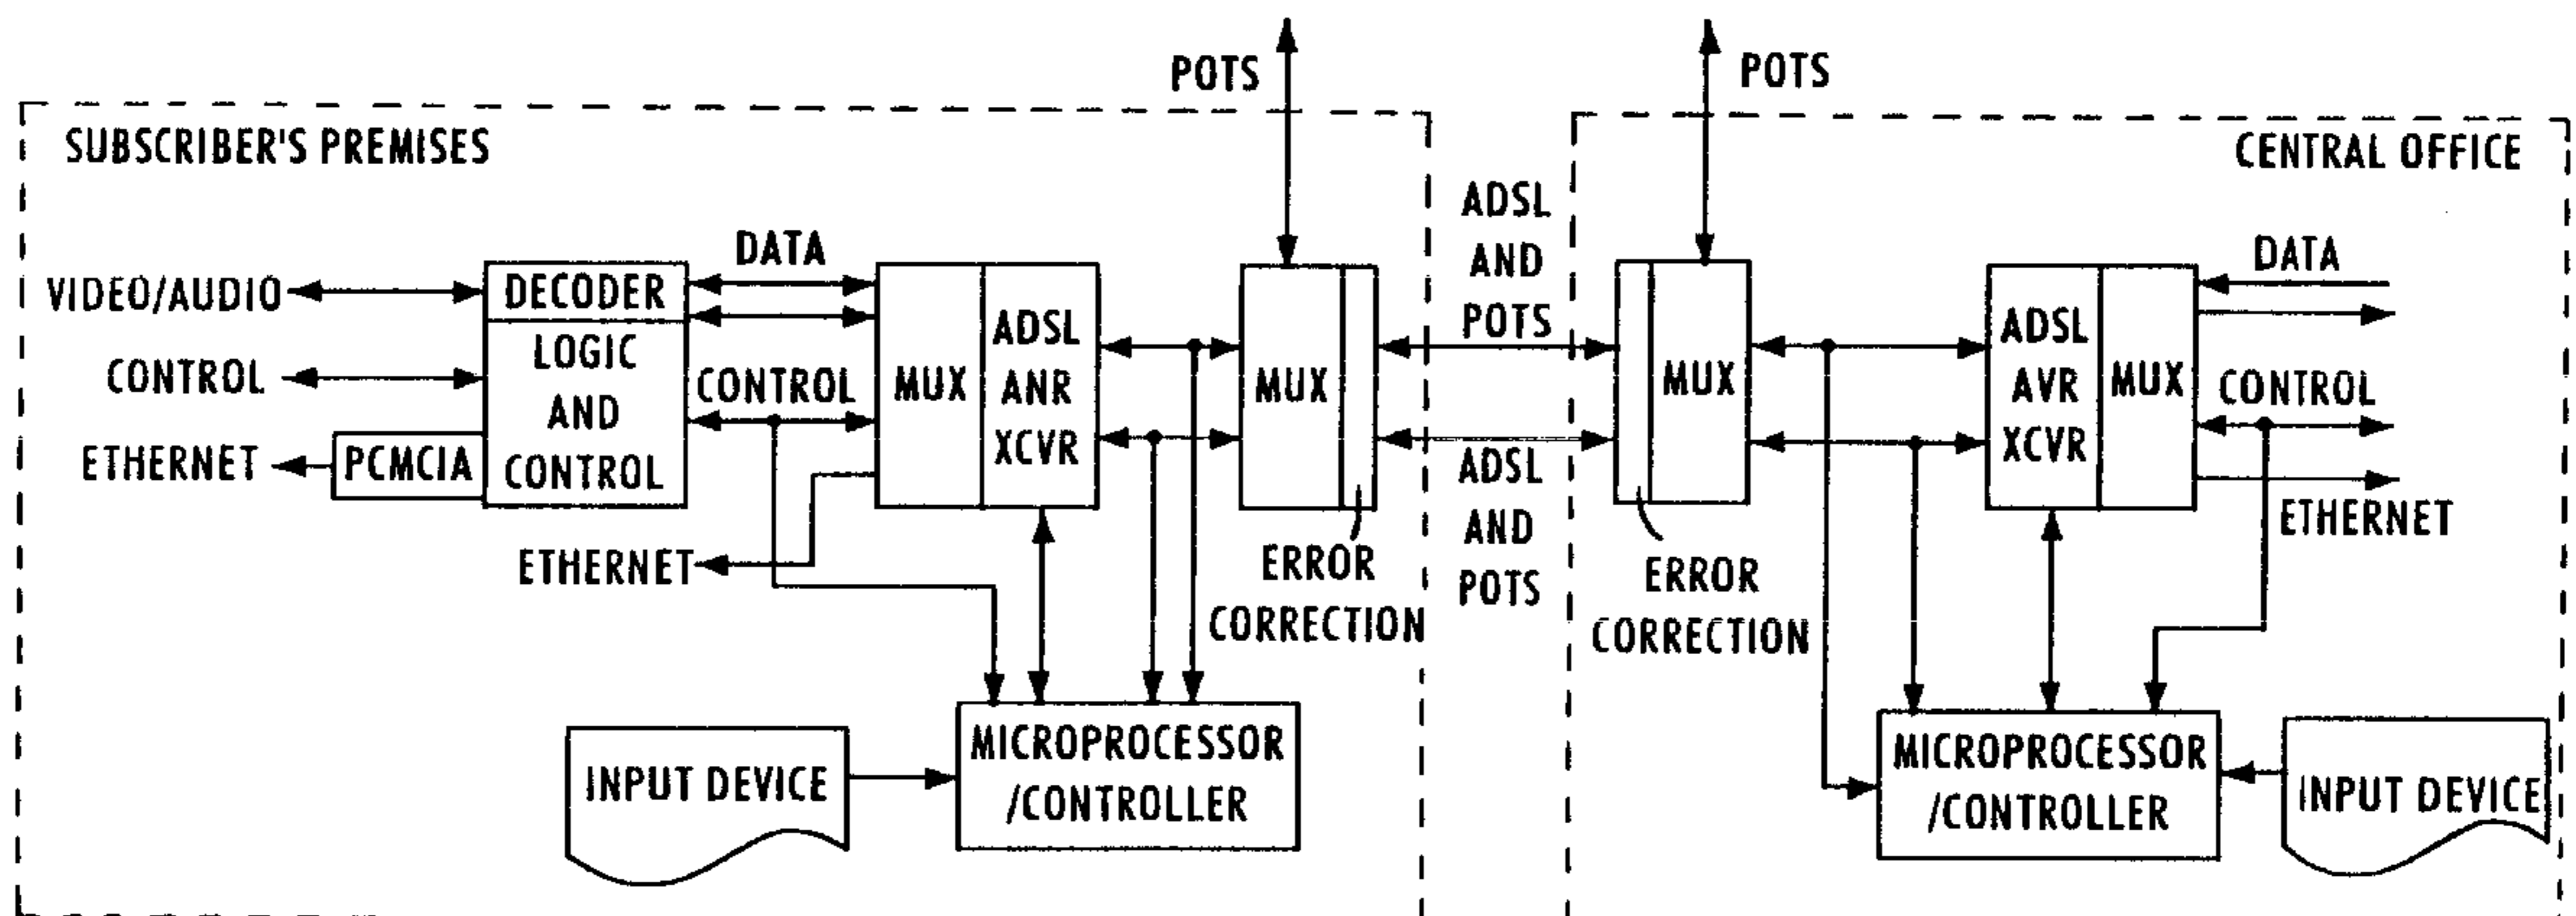 POTS
POTS
SUBSCRIBER'S PREMISES
CENTRAL OFFICE
VIDEO/AUDIO
CONTROL
ETHERNET
PCMCIA
DECODER
LOGIC
AND
CONTROL
DATA
CONTROL
ETHERNET
MUX
ADSL
ANR
XCVR
MUX
ERROR
CORRECTION
INPUT DEVICE
MICROPROCESSOR
/CONTROLLER
ADSL
AND
POTS
ADSL
AND
POTS
MUX
ERROR
CORRECTION
ADSL
AVR
XCVR
MUX
DATA
CONTROL
ETHERNET
MICROPROCESSOR
/CONTROLLER
INPUT DEVICE